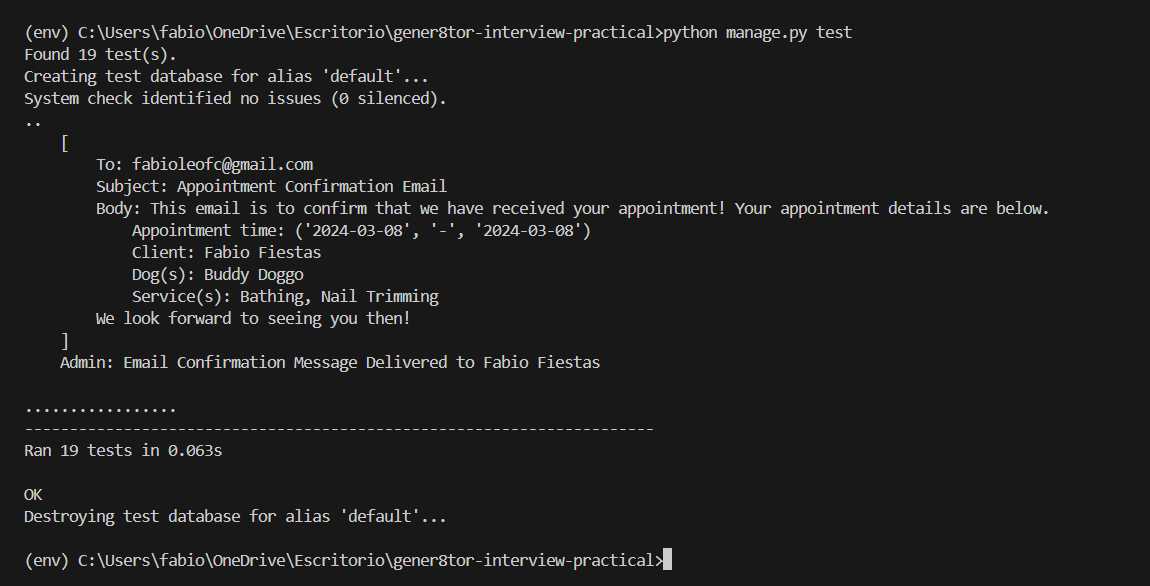 (env) C:\Users\fabio\OneDrive\Escritorio\gener8tor-interview-practical>python manage.py test
Found 19 test(s).
Creating test database for alias 'default'...
System check identified no issues (0 silenced).
..
    [
        To: fabioleofc@gmail.com
        Subject: Appointment Confirmation Email
        Body: This email is to confirm that we have received your appointment! Your appointment details are below.
            Appointment time: ('2024-03-08', '-', '2024-03-08')
            Client: Fabio Fiestas
            Dog(s): Buddy Doggo
            Service(s): Bathing, Nail Trimming
        We look forward to seeing you then!
    ]
    Admin: Email Confirmation Message Delivered to Fabio Fiestas

.................
----------------------------------------------------------------------
Ran 19 tests in 0.063s

OK
Destroying test database for alias 'default'...

(env) C:\Users\fabio\OneDrive\Escritorio\gener8tor-interview-practical>